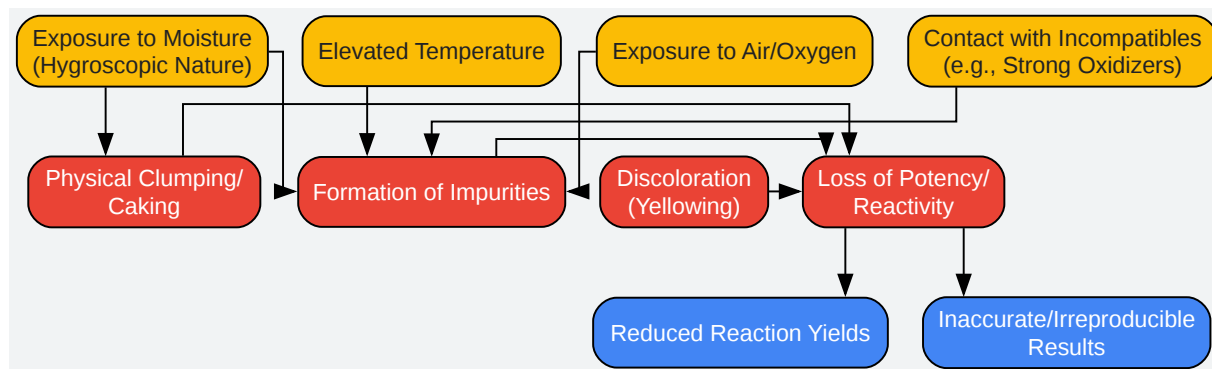 Exposure to Moisture
(Hygroscopic Nature)
Elevated Temperature
Exposure to Air/Oxygen
Contact with Incompatibles
(e.g., Strong Oxidizers)
Physical Clumping/
Caking
Formation of Impurities
Discoloration
(Yellowing)
Loss of Potency/
Reactivity
Reduced Reaction Yields
Inaccurate/Irreproducible
Results